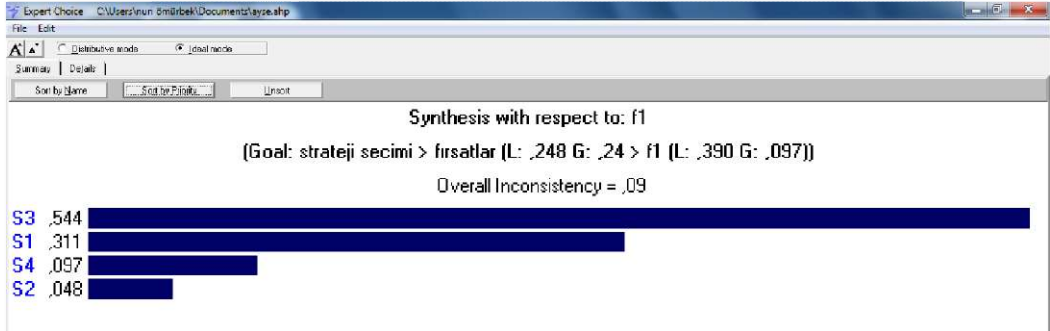 Expert Choice C:\Users\nuri ömürbek\Documents\ayse.ahp
File Edit
A A Distributive mode Ideal mode
Summary Details
Sort by Name Sort by Priority Unsort
Synthesis with respect to: f1
(Goal: strateji secimi > fırsatlar (L: ,248 G: ,24 > f1 (L: ,390 G: ,097))
Overall Inconsistency = ,09
S3 ,544
S1 ,311
S4 ,097
S2 ,048